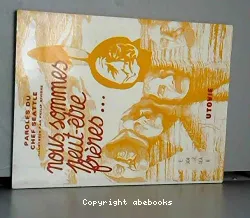 PAROLES DU
CHEF SEATTLE
nous sommes
peut-être
frères...
UTOVIE
Copyright abebooks